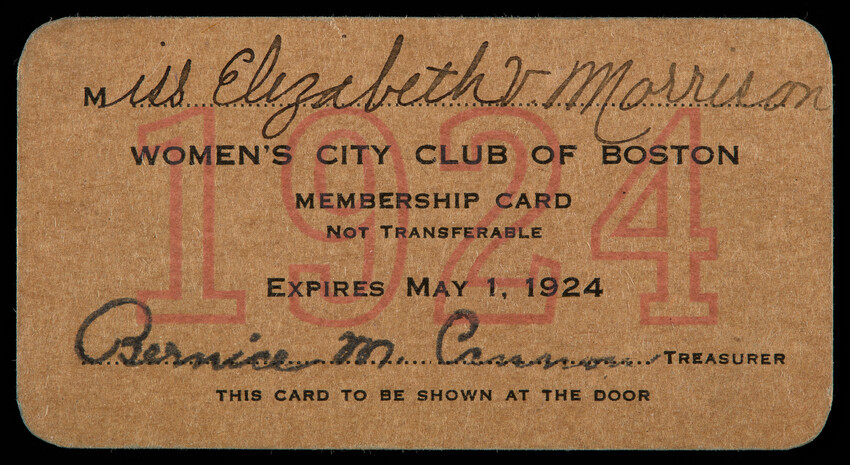 Miss Elizabeth V. Morrison
1924
WOMEN'S CITY CLUB OF BOSTON
MEMBERSHIP CARD
NOT TRANSFERABLE
EXPIRES MAY 1, 1924
Bernice M. Cannon TREASURER
THIS CARD TO BE SHOWN AT THE DOOR